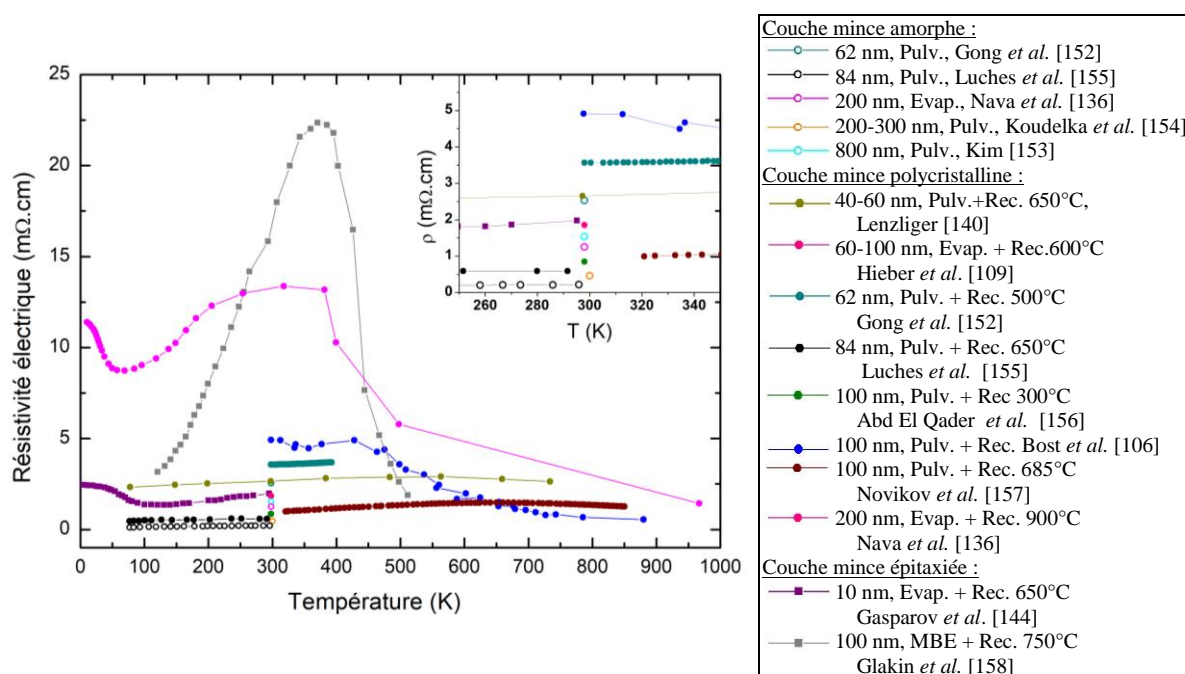 25
20
15
10
5
0
Résistivité électrique (mΩ.cm)
0 100 200 300 400 500 600 700 800 900 1000
Température (K)
5
4
3
2
1
0
ρ (mΩ.cm)
260 280 300 320 340
T (K)
Couche mince amorphe :
62 nm, Pulv., Gong et al. [152]
84 nm, Pulv., Luches et al. [155]
200 nm, Evap., Nava et al. [136]
200-300 nm, Pulv., Koudelka et al. [154]
800 nm, Pulv., Kim [153]
Couche mince polycristalline :
40-60 nm, Pulv.+Rec. 650°C,
Lenzliger [140]
60-100 nm, Evap. + Rec.600°C
Hieber et al. [109]
62 nm, Pulv. + Rec. 500°C
Gong et al. [152]
84 nm, Pulv. + Rec. 650°C
Luches et al. [155]
100 nm, Pulv. + Rec 300°C
Abd El Qader et al. [156]
100 nm, Pulv. + Rec. Bost et al. [106]
100 nm, Pulv. + Rec. 685°C
Novikov et al. [157]
200 nm, Evap. + Rec. 900°C
Nava et al. [136]
Couche mince épitaxiée :
10 nm, Evap. + Rec. 650°C
Gasparov et al. [144]
100 nm, MBE + Rec. 750°C
Glakin et al. [158]